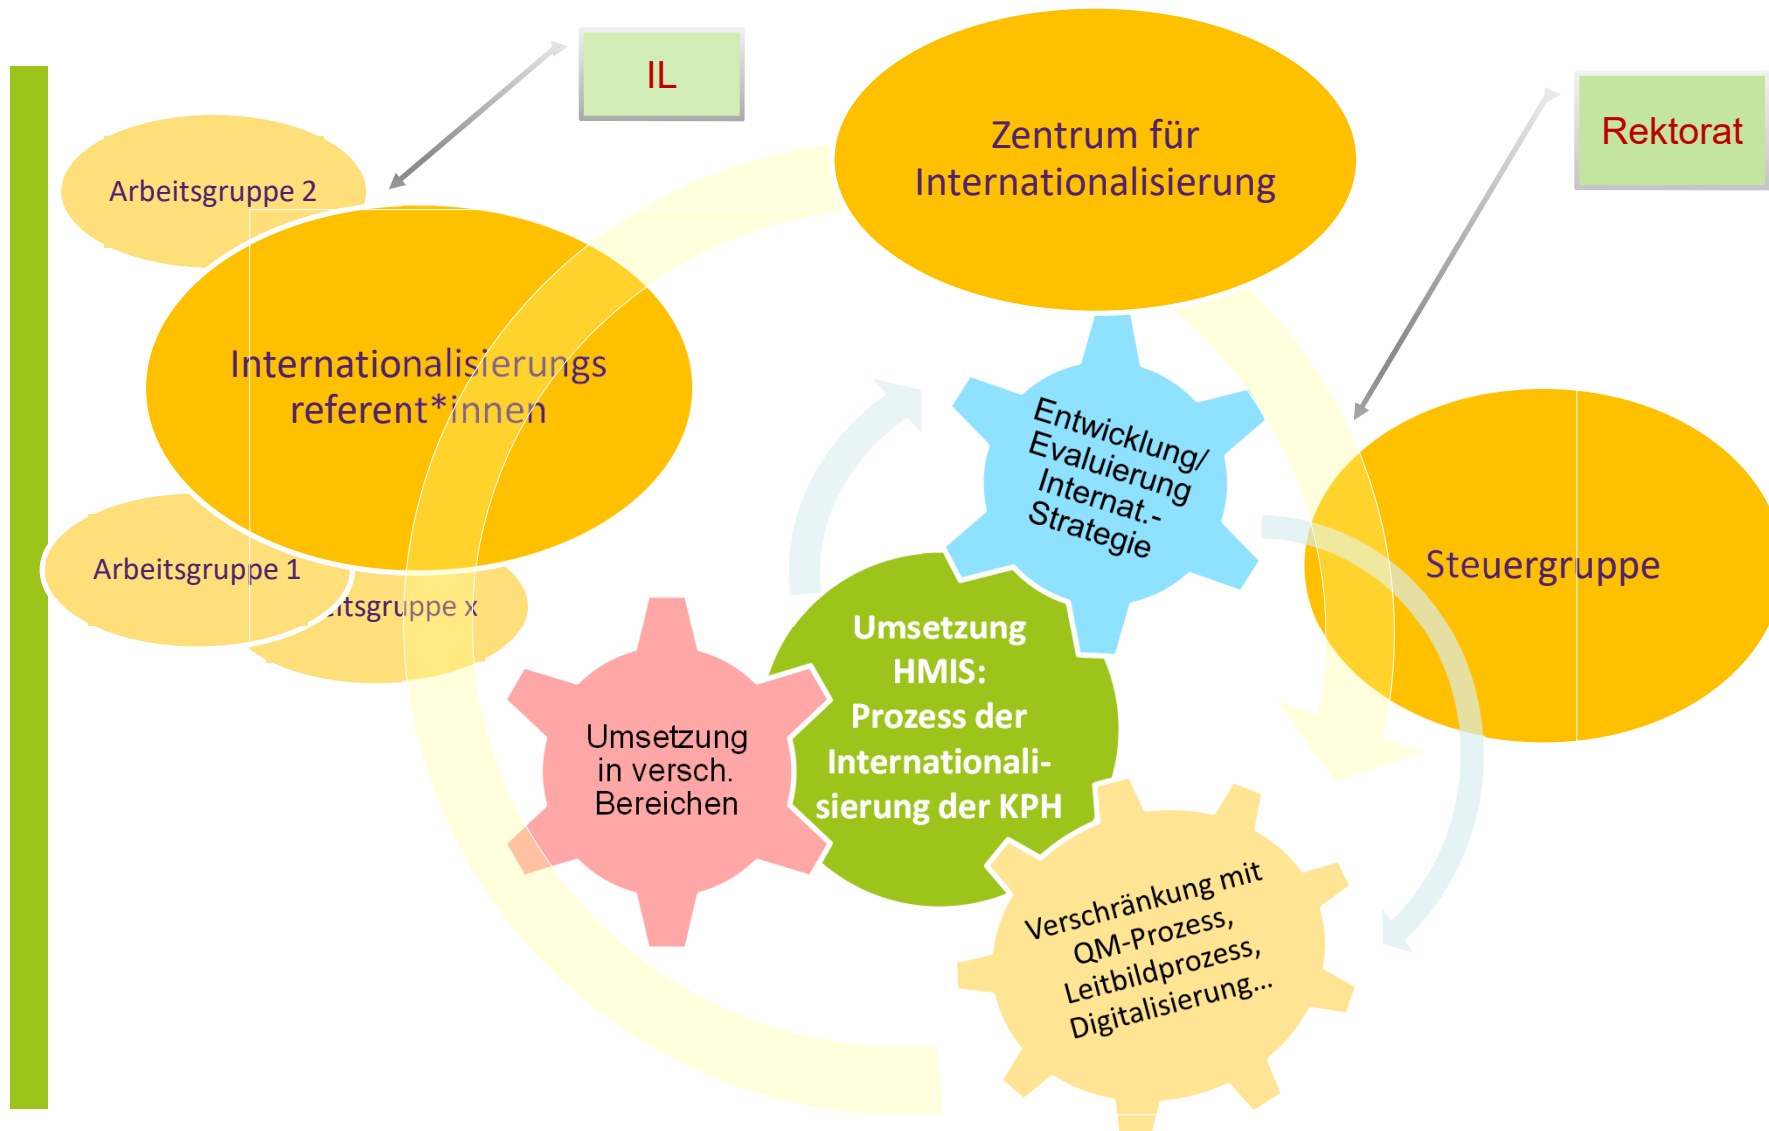 IL
Zentrum für
Internationalisierung
Rektorat
Arbeitsgruppe 2
Internationalisierungs
referent*innen
Entwicklung/
Evaluierung
Internat.-
Strategie
Steuergruppe
Arbeitsgruppe 1
eitsgruppe x
Umsetzung
HMIS:
Prozess der
Internationali-
sierung der KPH
Umsetzung
in versch.
Bereichen
Verschränkung mit
QM-Prozess,
Leitbildprozess,
Digitalisierung...